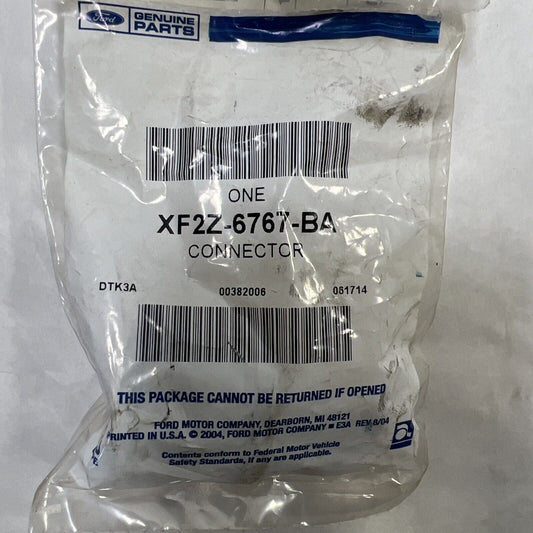 Ford
GENUINE
PARTS
ONE
XF2Z-6767-BA
CONNECTOR
DTK3A 00382006 081714
THIS PACKAGE CANNOT BE RETURNED IF OPENED
FORD MOTOR COMPANY, DEARBORN, MI 48121
PRINTED IN U.S.A. © 2004, FORD MOTOR COMPANY E3A REV 8/04
Contents conform to Federal Motor Vehicle
Safety Standards, if any are applicable.